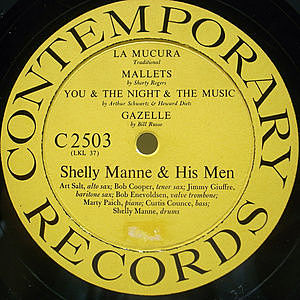 CONTEMPORARY
RECORDS
LA MUCURA
Traditional
MALLETS
by Shorty Rogers
YOU & THE NIGHT & THE MUSIC
by Arthur Schwartz & Howard Dietz
GAZELLE
by Bill Russo
C2503
(LKL 37)
Shelly Manne & His Men
Art Salt, alto sax; Bob Cooper, tenor sax; Jimmy Giuffre,
baritone sax; Bob Enevoldsen, valve trombone;
Marty Paich, piano; Curtis Counce, bass;
Shelly Manne, drums